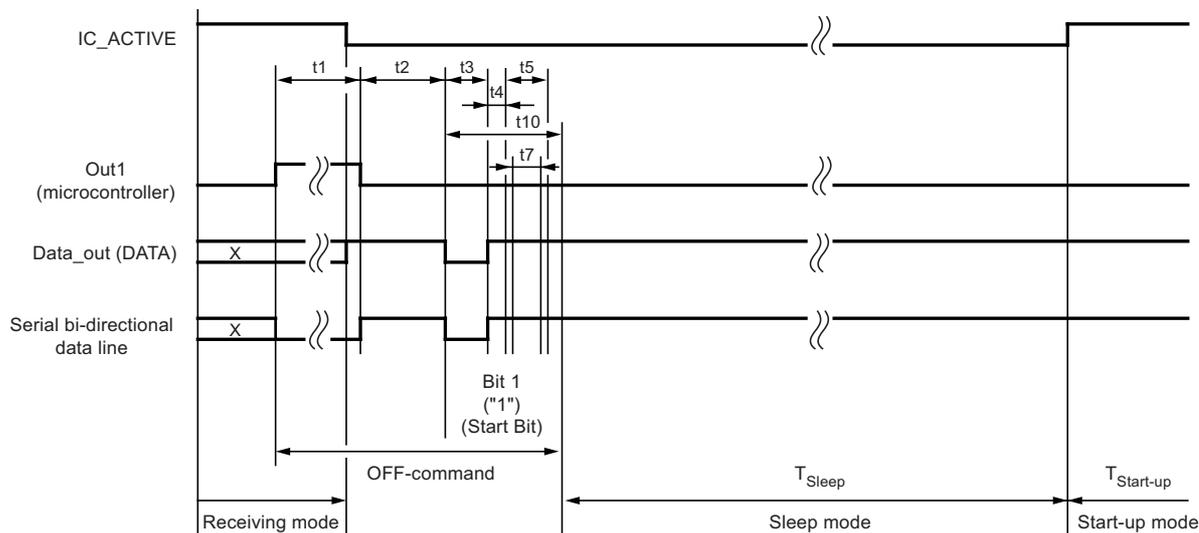 IC_ACTIVE
t1
t2
t3
t5
t4
t10
Out1
(microcontroller)
t7
Data_out (DATA)
X
Serial bi-directional
data line
X
Bit 1
("1")
(Start Bit)
OFF-command
TSleep
TStart-up
Receiving mode
Sleep mode
Start-up mode